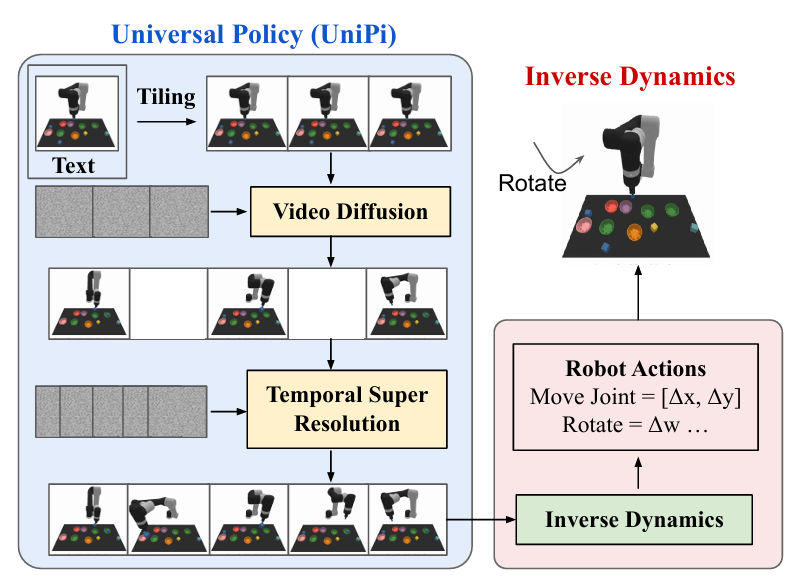 Universal Policy (UniPi)
Tiling
Text
Video Diffusion
Temporal Super
Resolution
Inverse Dynamics
Rotate
Robot Actions
Move Joint = [Δx, Δy]
Rotate = Δw …
Inverse Dynamics